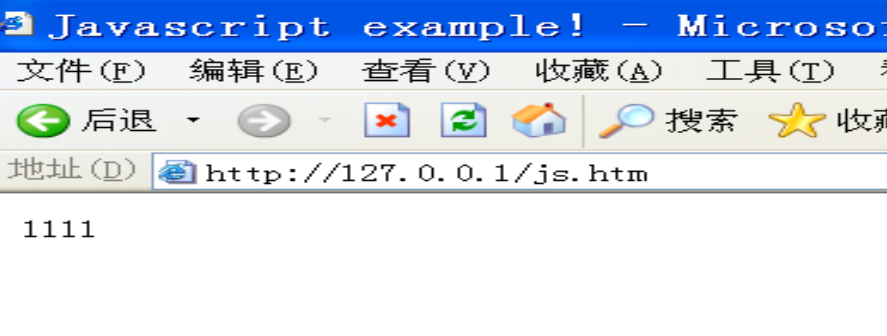 Javascript example! - Microso
文件(F) 编辑(E) 查看(V) 收藏(A) 工具(T)
后退 搜索 收藏
地址(D) http://127.0.0.1/js.htm
1111